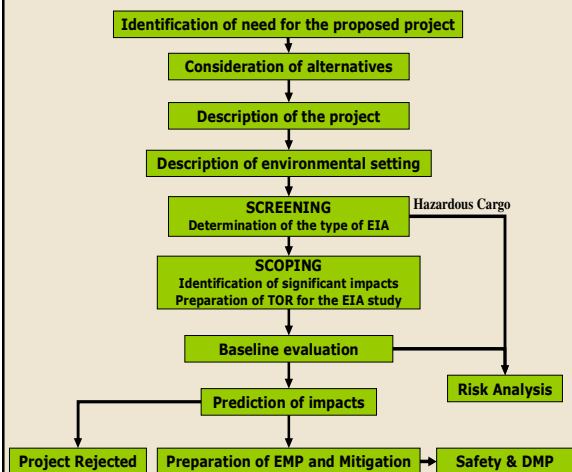 Identification of need for the proposed project
Consideration of alternatives
Description of the project
Description of environmental setting
SCREENING
Determination of the type of EIA
Hazardous Cargo
SCOPING
Identification of significant impacts
Preparation of TOR for the EIA study
Baseline evaluation
Risk Analysis
Prediction of impacts
Project Rejected
Preparation of EMP and Mitigation
Safety & DMP